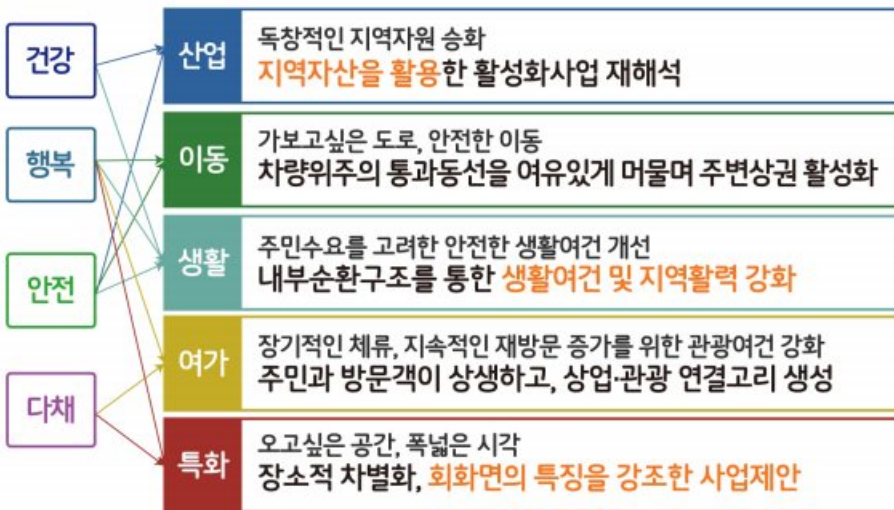 건강
행복
안전
다채
산업
독창적인 지역자원 승화
지역자산을 활용한 활성화사업 재해석
이동
가보고싶은 도로, 안전한 이동
차량위주의 통과동선을 여유있게 머물며 주변상권 활성화
생활
주민수요를 고려한 안전한 생활여건 개선
내부순환구조를 통한 생활여건 및 지역활력 강화
여가
장기적인 체류, 지속적인 재방문 증가를 위한 관광여건 강화
주민과 방문객이 상생하고, 상업·관광 연결고리 생성
특화
오고싶은 공간, 폭넓은 시각
장소적 차별화, 회화면의 특징을 강조한 사업제안